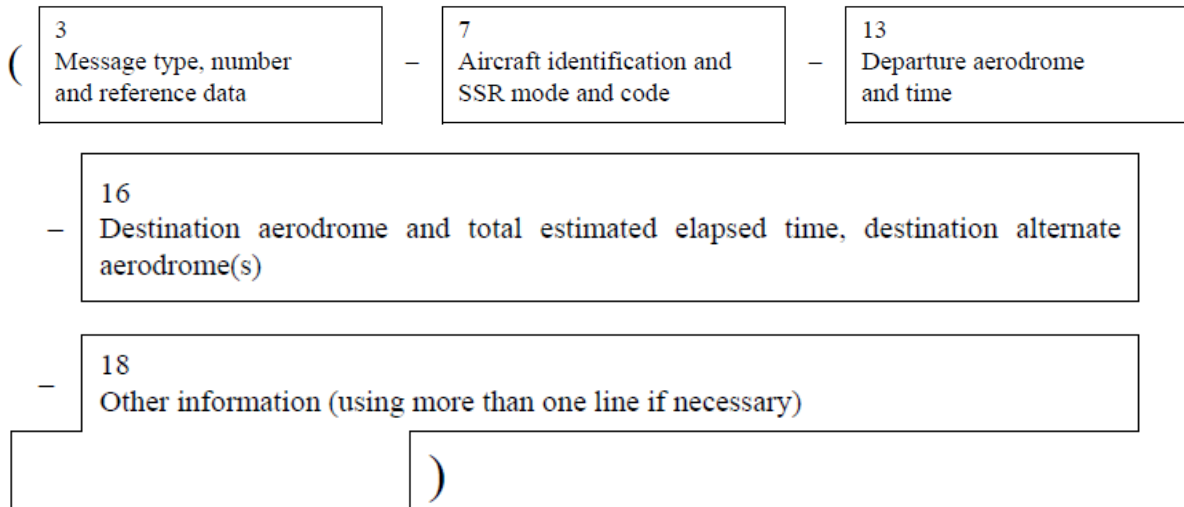 3
7
13
( Message type, number – Aircraft identification and – Departure aerodrome
and reference data
SSR mode and code
and time
16
– Destination aerodrome and total estimated elapsed time, destination alternate
aerodrome(s)
18
– Other information (using more than one line if necessary)
)